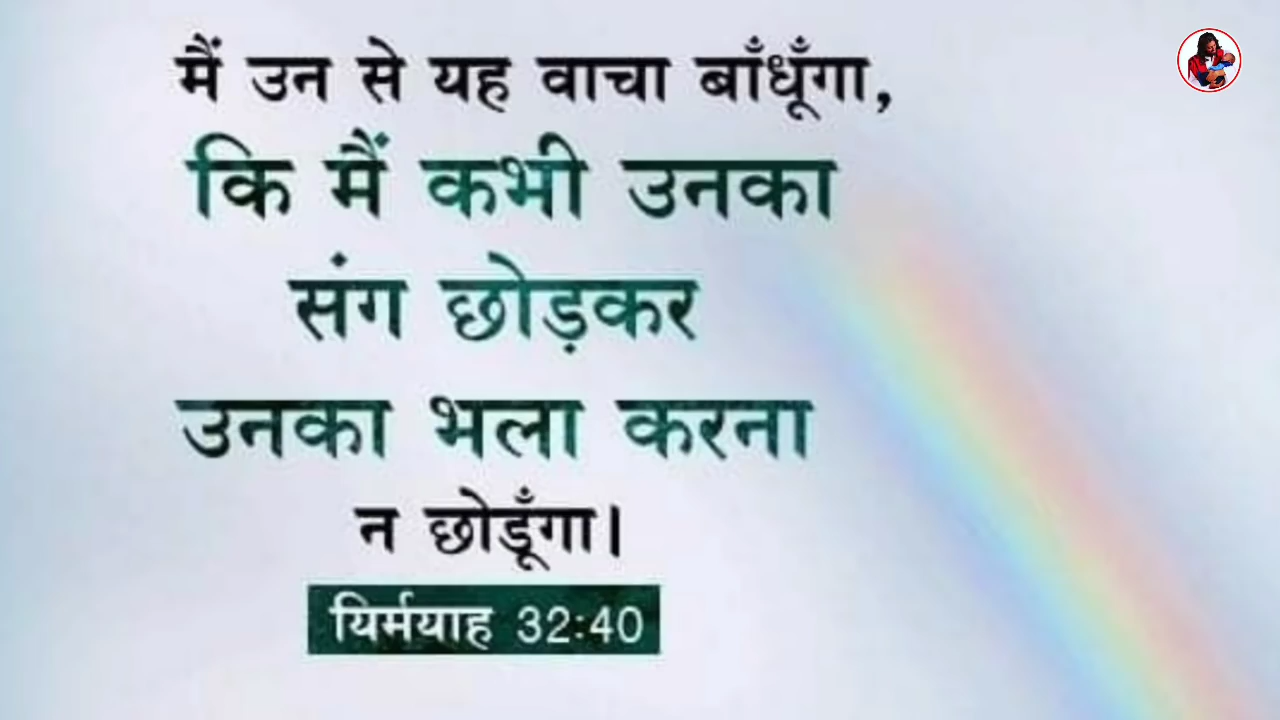 मैं उन से यह वाचा बाँधूँगा,
कि मैं कभी उनका
संग छोड़कर
उनका भला करना
न छोडूँगा।
यिर्मयाह 32:40